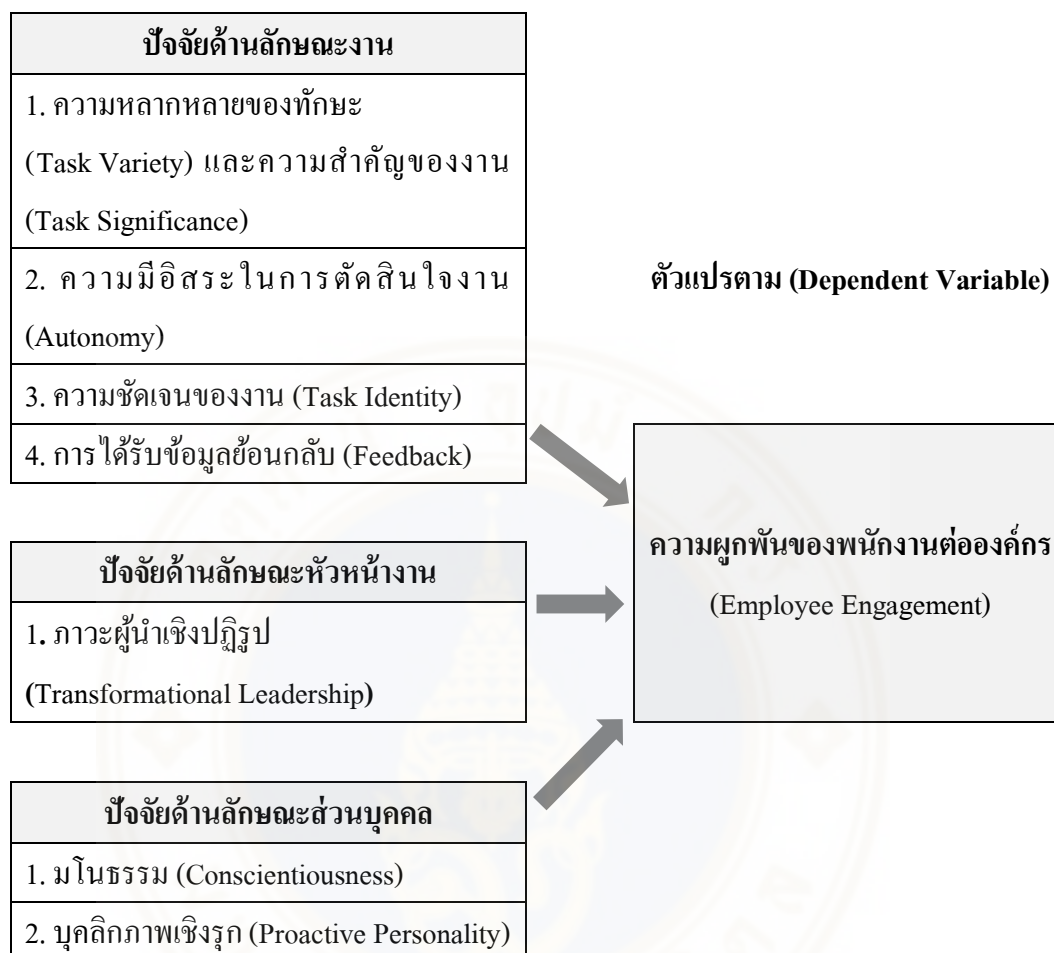 ปัจจัยด้านลักษณะงาน
1. ความหลากหลายของทักษะ
(Task Variety) และความสำคัญของงาน
(Task Significance)
2. ความมีอิสระในการตัดสินใจงาน
(Autonomy)
3. ความชัดเจนของงาน (Task Identity)
4. การได้รับข้อมูลย้อนกลับ (Feedback)
ปัจจัยด้านลักษณะหัวหน้างาน
1. ภาวะผู้นำเชิงปฏิรูป
(Transformational Leadership)
ปัจจัยด้านลักษณะส่วนบุคคล
1. มโนธรรม (Conscientiousness)
2. บุคลิกภาพเชิงรุก (Proactive Personality)
ตัวแปรตาม (Dependent Variable)
ความผูกพันของพนักงานต่อองค์กร
(Employee Engagement)